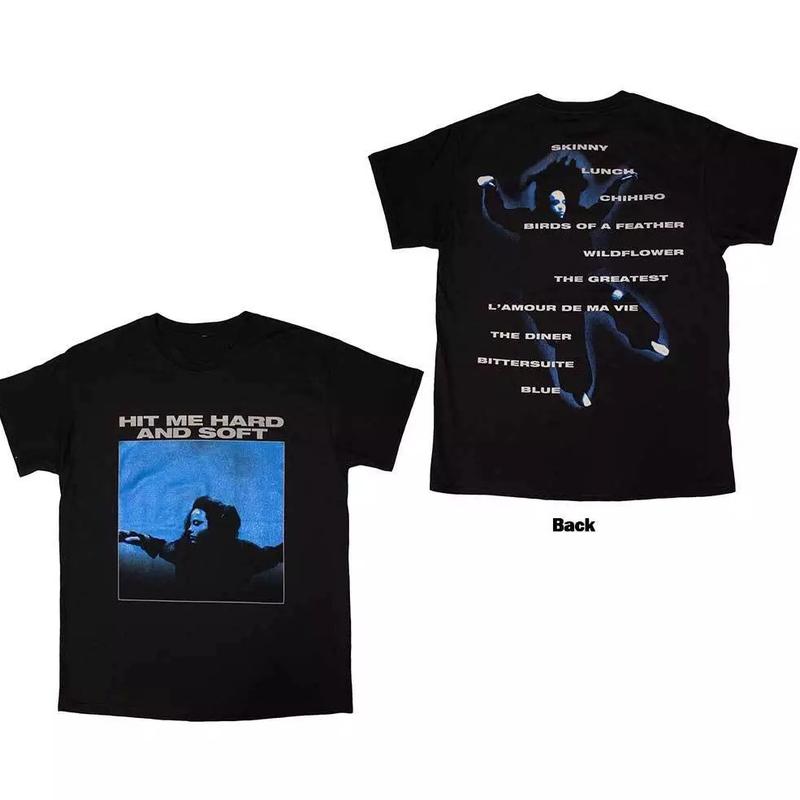 HIT ME HARD
AND SOFT
SKINNY
LUNCH
CHIHIRO
BIRDS OF A FEATHER
WILDFLOWER
THE GREATEST
L'AMOUR DE MA VIE
THE DINER
BITTERSUITE
BLUE
Back